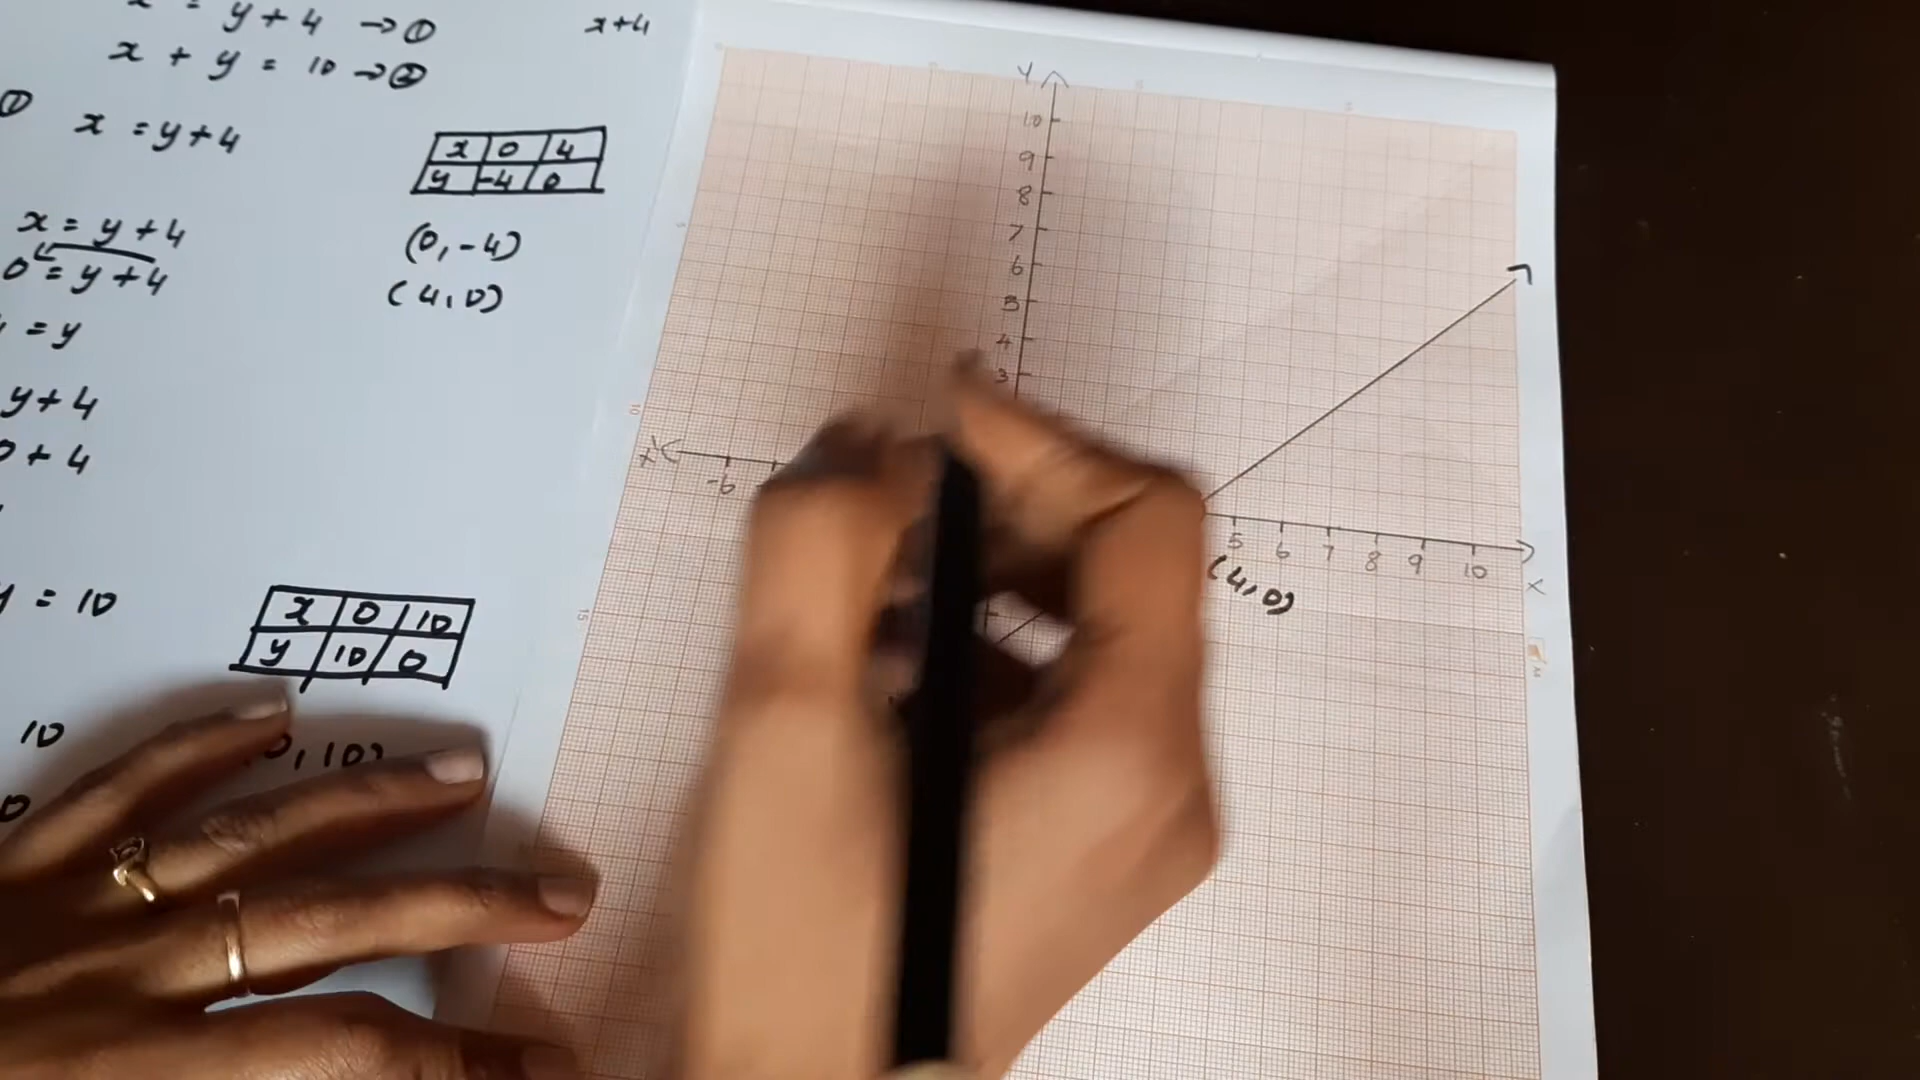 = y + 4 → ①
x + y = 10 → ②
x+4
① x = y + 4
x 0 4
y -4 0
x = y + 4
0 = y + 4
= y
(0, -4)
(4, 0)
y + 4
0 + 4
y = 10
x 0 10
y 10 0
10
0, 10)
0
Y
10
9
8
7
6
5
4
3
X' -6
5 6 7 8 9 10 X
(4, 0)